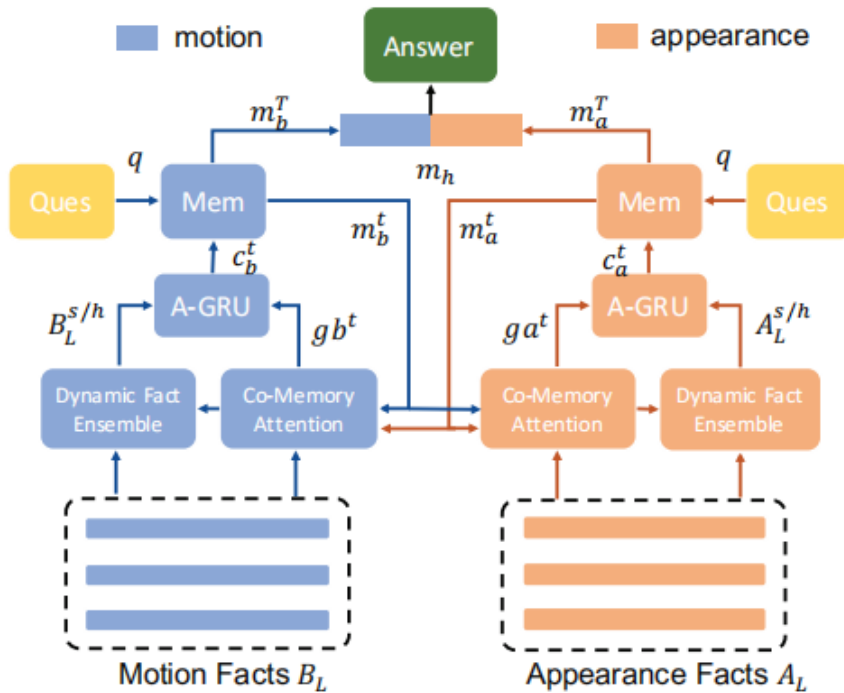 motion
Answer
appearance
m_b^T
m_a^T
q
q
m_h
Ques
Mem
Mem
Ques
m_b^t
m_a^t
c_b^t
c_a^t
B_L^{s/h}
A-GRU
gb^t
ga^t
A-GRU
A_L^{s/h}
Dynamic Fact
Ensemble
Co-Memory
Attention
Co-Memory
Attention
Dynamic Fact
Ensemble
Motion Facts B_L
Appearance Facts A_L